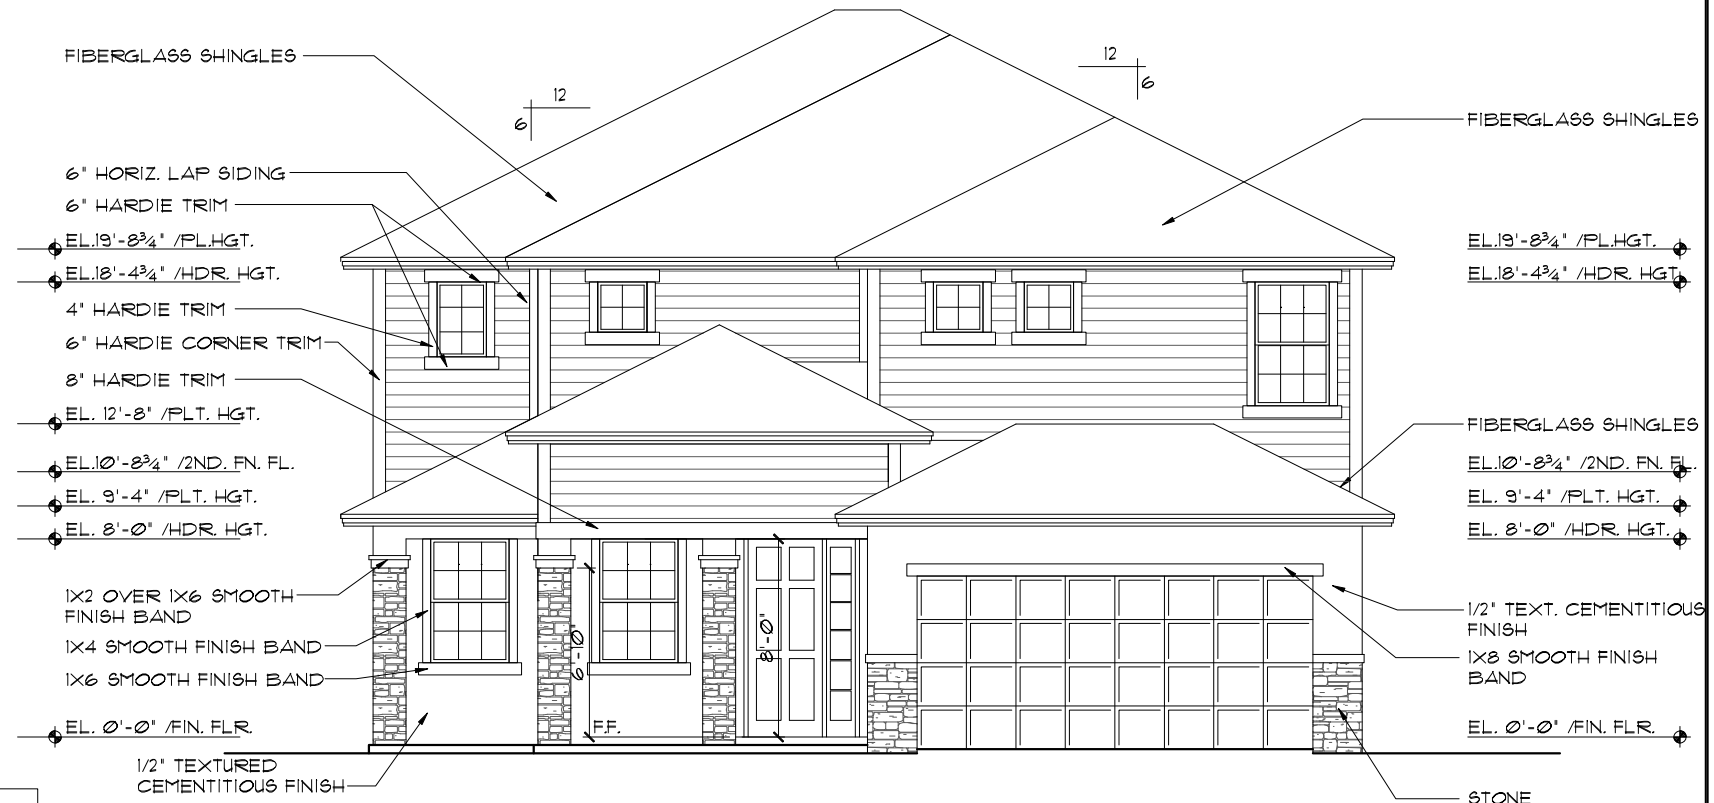 FIBERGLASS SHINGLES
12
6
12
6
FIBERGLASS SHINGLES
6" HORIZ. LAP SIDING
6" HARDIE TRIM
EL.19'-8¾" /PL.HGT.
EL.18'-4¾" /HDR. HGT.
4" HARDIE TRIM
6" HARDIE CORNER TRIM
8" HARDIE TRIM
EL. 12'-8" /PLT. HGT.
EL.10'-8¾" /2ND. FN. FL.
EL. 9'-4" /PLT. HGT.
EL. 8'-0" /HDR. HGT.
1X2 OVER 1X6 SMOOTH
FINISH BAND
1X4 SMOOTH FINISH BAND
1X6 SMOOTH FINISH BAND
EL. 0'-0" /FIN. FLR.
1/2" TEXTURED
CEMENTITIOUS FINISH
6'-10"
F.F.
8'-0"
EL.19'-8¾" /PL.HGT.
EL.18'-4¾" /HDR. HGT.
FIBERGLASS SHINGLES
EL.10'-8¾" /2ND. FN. FL.
EL. 9'-4" /PLT. HGT.
EL. 8'-0" /HDR. HGT.
1/2" TEXT. CEMENTITIOUS
FINISH
1X8 SMOOTH FINISH
BAND
EL. 0'-0" /FIN. FLR.
STONE